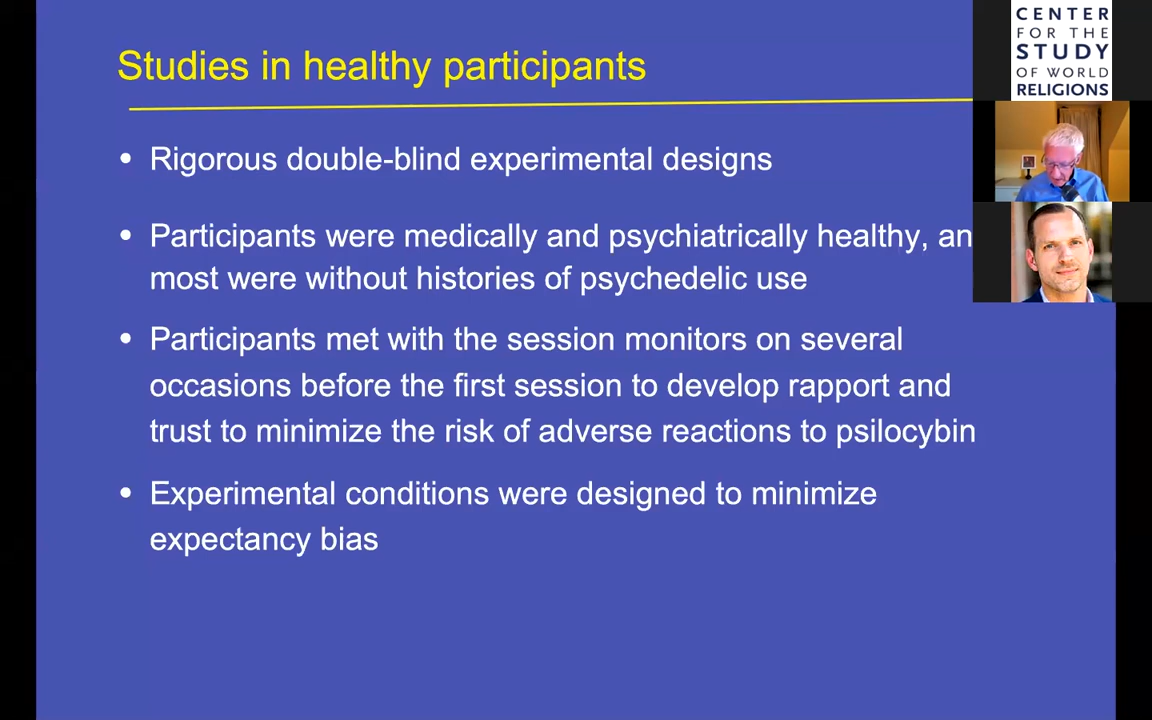 Studies in healthy participants
• Rigorous double-blind experimental designs
• Participants were medically and psychiatrically healthy, an
most were without histories of psychedelic use
• Participants met with the session monitors on several
occasions before the first session to develop rapport and
trust to minimize the risk of adverse reactions to psilocybin
• Experimental conditions were designed to minimize
expectancy bias
CENTER
FOR THE
STUDY
OF WORLD
RELIGIONS